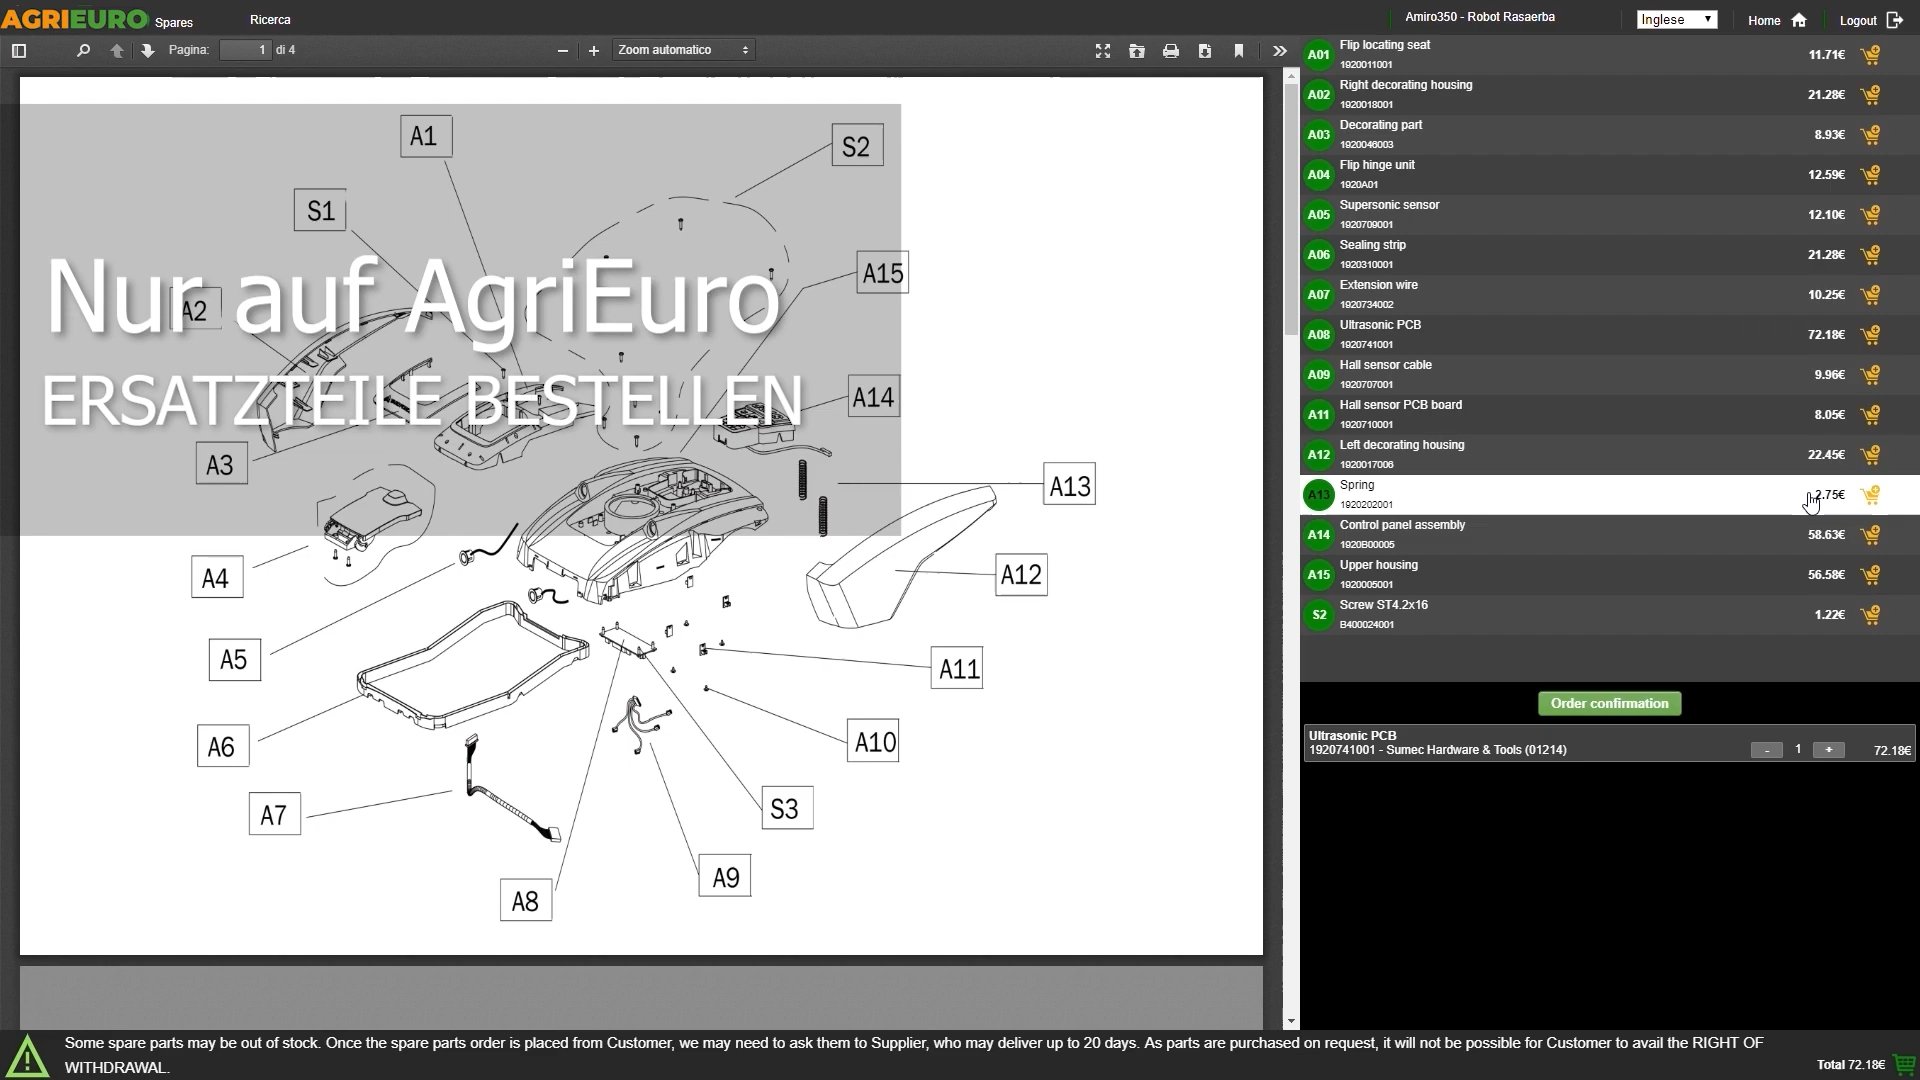 AGRIEURO Spares
Ricerca
Amiro350 - Robot Rasaerba
Inglese
Home
Logout
Pagina: 1 di 4
Zoom automatico
A1
S2
S1
A15
A2
Nur auf AgriEuro
ERSATZTEILE BESTELLEN
A14
A3
A13
A4
A12
A5
A11
A6
A10
A7
S3
A9
A8
A01 Flip locating seat
1920011001
11.71€
A02 Right decorating housing
1920018001
21.28€
A03 Decorating part
1920046003
8.93€
A04 Flip hinge unit
1920A01
12.59€
A05 Supersonic sensor
1920709001
12.10€
A06 Sealing strip
1920310001
21.28€
A07 Extension wire
1920734002
10.25€
A08 Ultrasonic PCB
1920741001
72.18€
A09 Hall sensor cable
1920707001
9.96€
A11 Hall sensor PCB board
1920710001
8.05€
A12 Left decorating housing
1920017006
22.45€
A13 Spring
1920202001
2.75€
A14 Control panel assembly
1920B00005
58.63€
A15 Upper housing
1920005001
56.58€
S2 Screw ST4.2x16
B400024001
1.22€
Order confirmation
Ultrasonic PCB
1920741001 - Sumec Hardware & Tools (01214) - 1 + 72.18€
Some spare parts may be out of stock. Once the spare parts order is placed from Customer, we may need to ask them to Supplier, who may deliver up to 20 days. As parts are purchased on request, it will not be possible for Customer to avail the RIGHT OF
WITHDRAWAL.
Total 72.18€